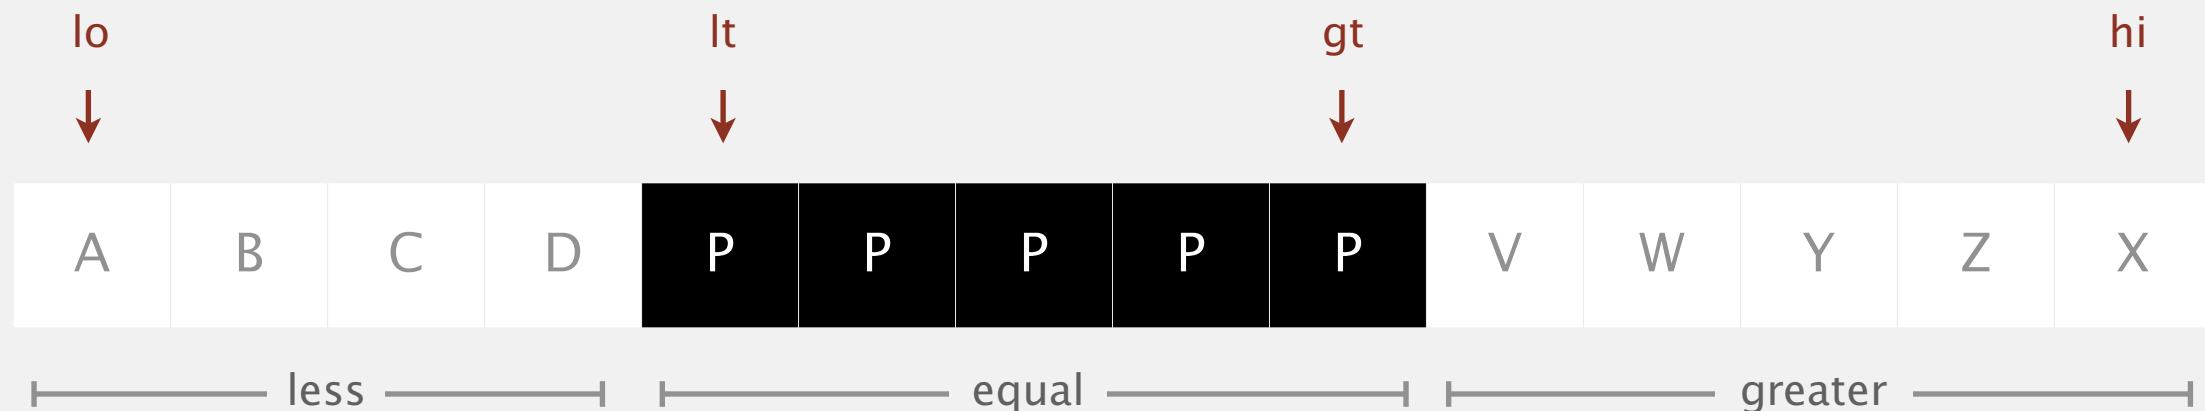 lo lt gt hi
A B C D P P P P P V W Y Z X
less equal greater